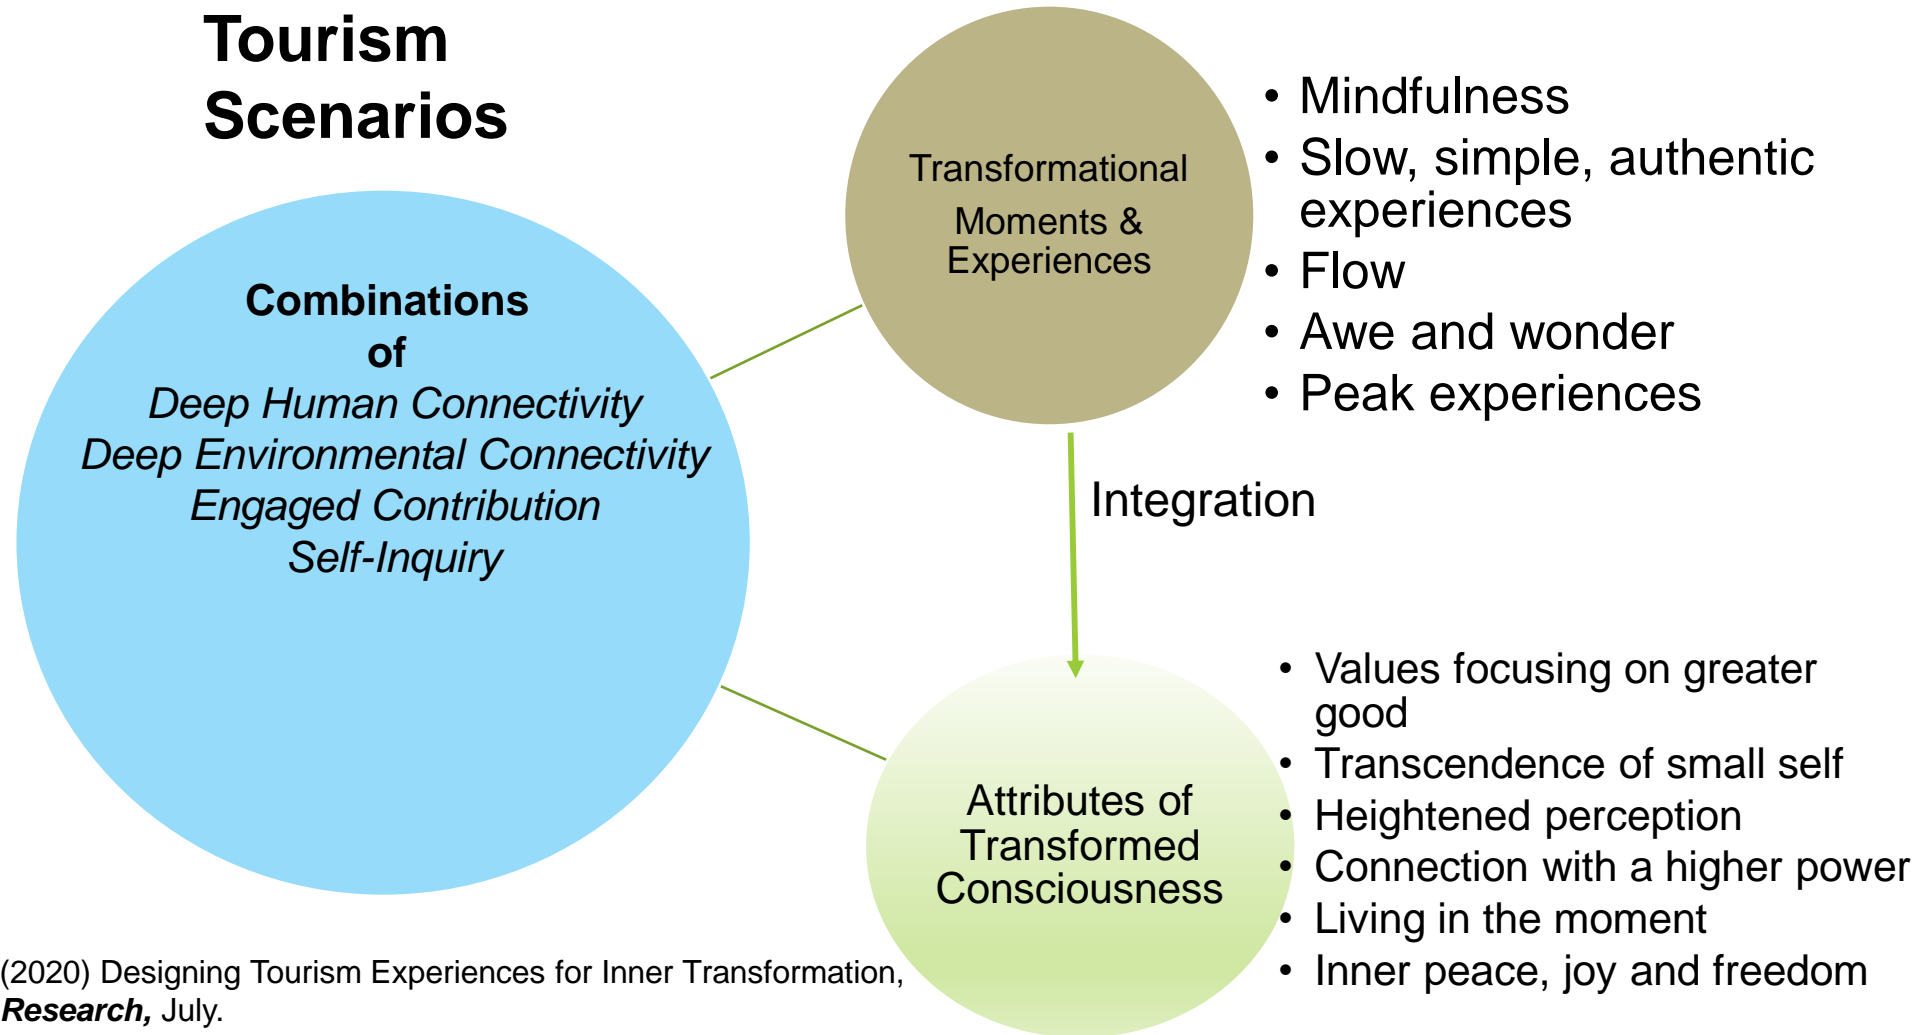 Tourism
Scenarios
Combinations
of
Deep Human Connectivity
Deep Environmental Connectivity
Engaged Contribution
Self-Inquiry
Transformational
Moments &
Experiences
• Mindfulness
• Slow, simple, authentic
experiences
• Flow
• Awe and wonder
• Peak experiences
Integration
Attributes of
Transformed
Consciousness
• Values focusing on greater
good
• Transcendence of small self
• Heightened perception
• Connection with a higher power
• Living in the moment
• Inner peace, joy and freedom
(2020) Designing Tourism Experiences for Inner Transformation,
Research, July.